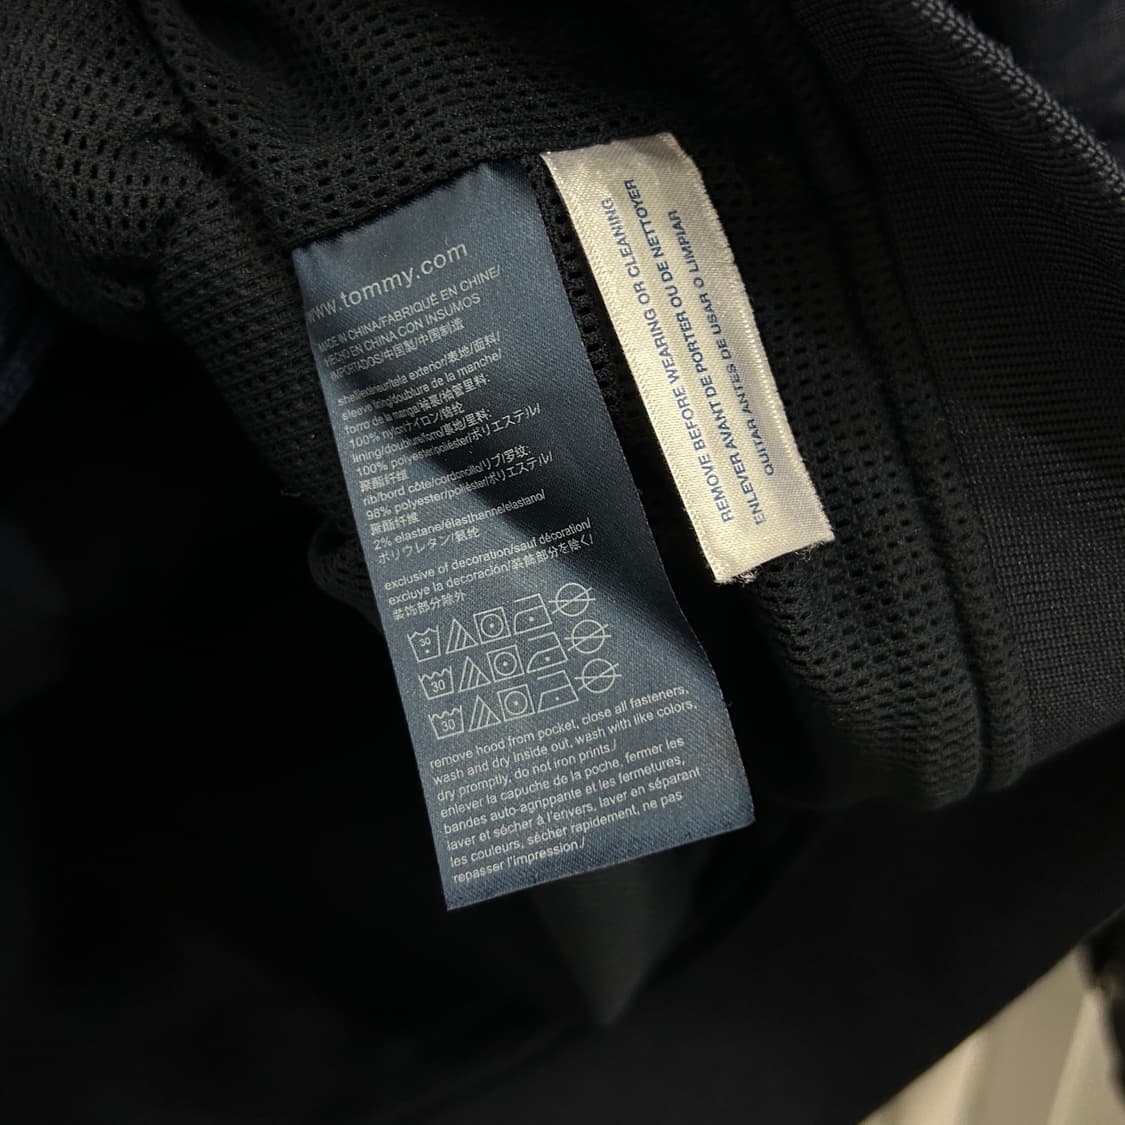 www.tommy.com
MADE IN CHINA/FABRIQUÉ EN CHINE/
HECHO EN CHINA CON INSUMOS
IMPORTADOS/中国製/中国制造
shell/extérieur/tela exterior/表地/面料/
sleeve lining/doublure de la manche/
forro de la manga/袖裏/袖管里料:
100% nylon/ナイロン/锦纶
lining/doublure/forro/裏地/里料:
100% polyester/poliéster/ポリエステル/
聚酯纤维
rib/bord côte/cordoncillo/リブ/罗纹:
98% polyester/poliéster/ポリエステル/
聚酯纤维
2% elastane/élasthanne/elastano/
ポリウレタン/氨纶
exclusive of decoration/sauf décoration/
excluye la decoración/装飾部分を除く/
装饰部分除外
30
30
30
remove hood from pocket, close all fasteners,
wash and dry inside out, wash with like colors,
dry promptly, do not iron prints./
enlever la capuche de la poche, fermer les
bandes auto-agrippante et les fermetures,
laver et sécher à l'envers, laver en séparant
les couleurs, sécher rapidement, ne pas
repasser l'impression./
REMOVE BEFORE WEARING OR CLEANING.
ENLEVER AVANT DE PORTER OU DE NETTOYER
QUITAR ANTES DE USAR O LIMPIAR